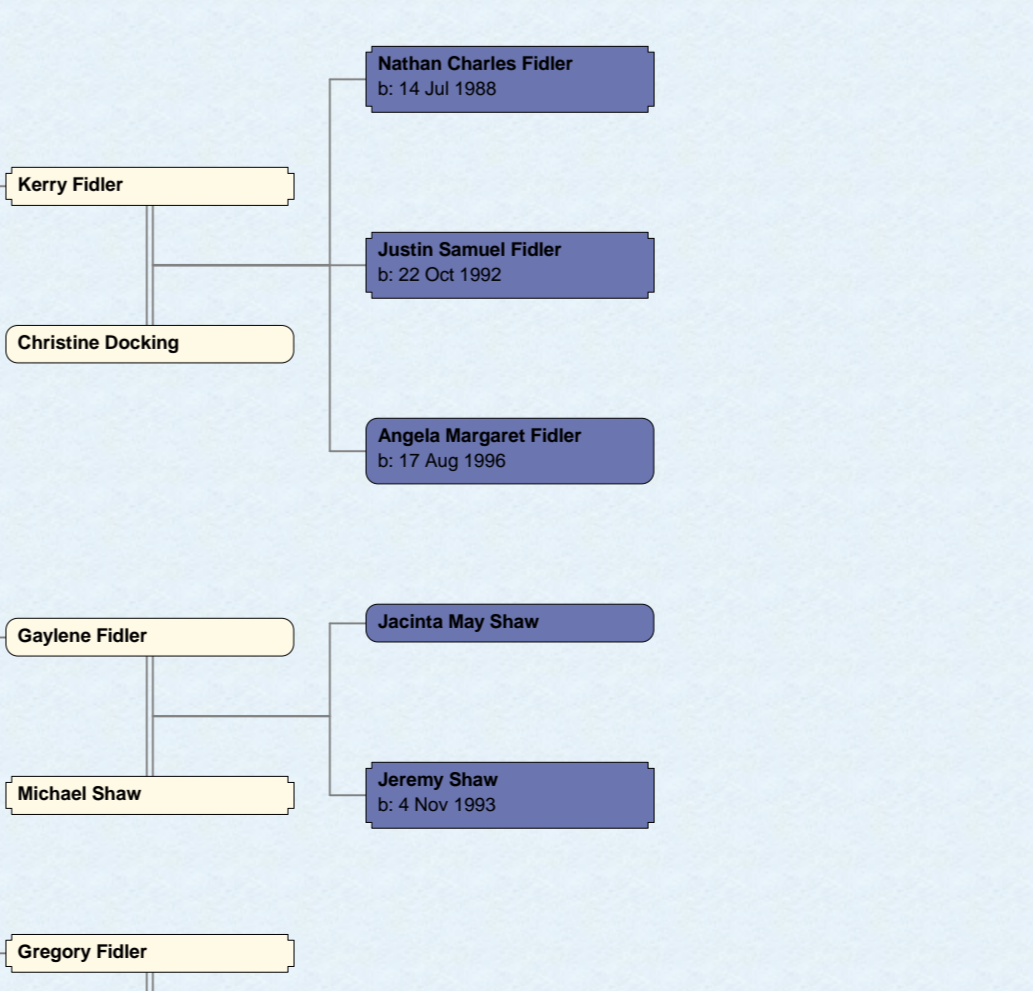 Nathan Charles Fidler
b: 14 Jul 1988
Kerry Fidler
Justin Samuel Fidler
b: 22 Oct 1992
Christine Docking
Angela Margaret Fidler
b: 17 Aug 1996
Gaylene Fidler
Jacinta May Shaw
Michael Shaw
Jeremy Shaw
b: 4 Nov 1993
Gregory Fidler